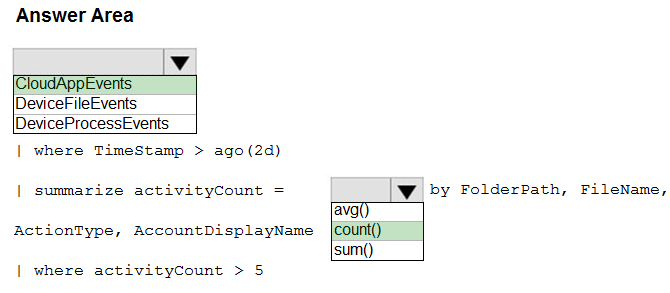 Answer Area
CloudAppEvents
DeviceFileEvents
DeviceProcessEvents
| where TimeStamp > ago(2d)
| summarize activityCount = by FolderPath, FileName,
avg()
count()
sum()
ActionType, AccountDisplayName
| where activityCount > 5